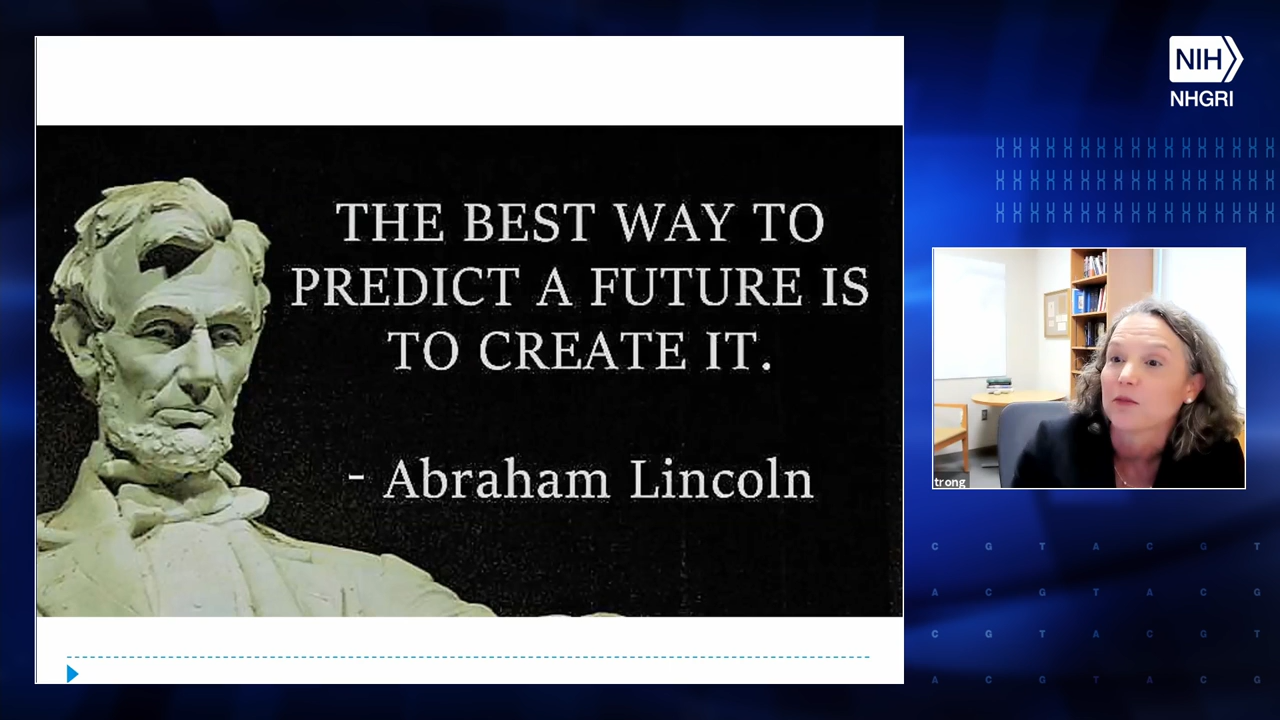 THE BEST WAY TO
PREDICT A FUTURE IS
TO CREATE IT.
- Abraham Lincoln
NIH
NHGRI
trong
C G T A C G T
A C G T A C G
C G T A C G T
A C G T A C G